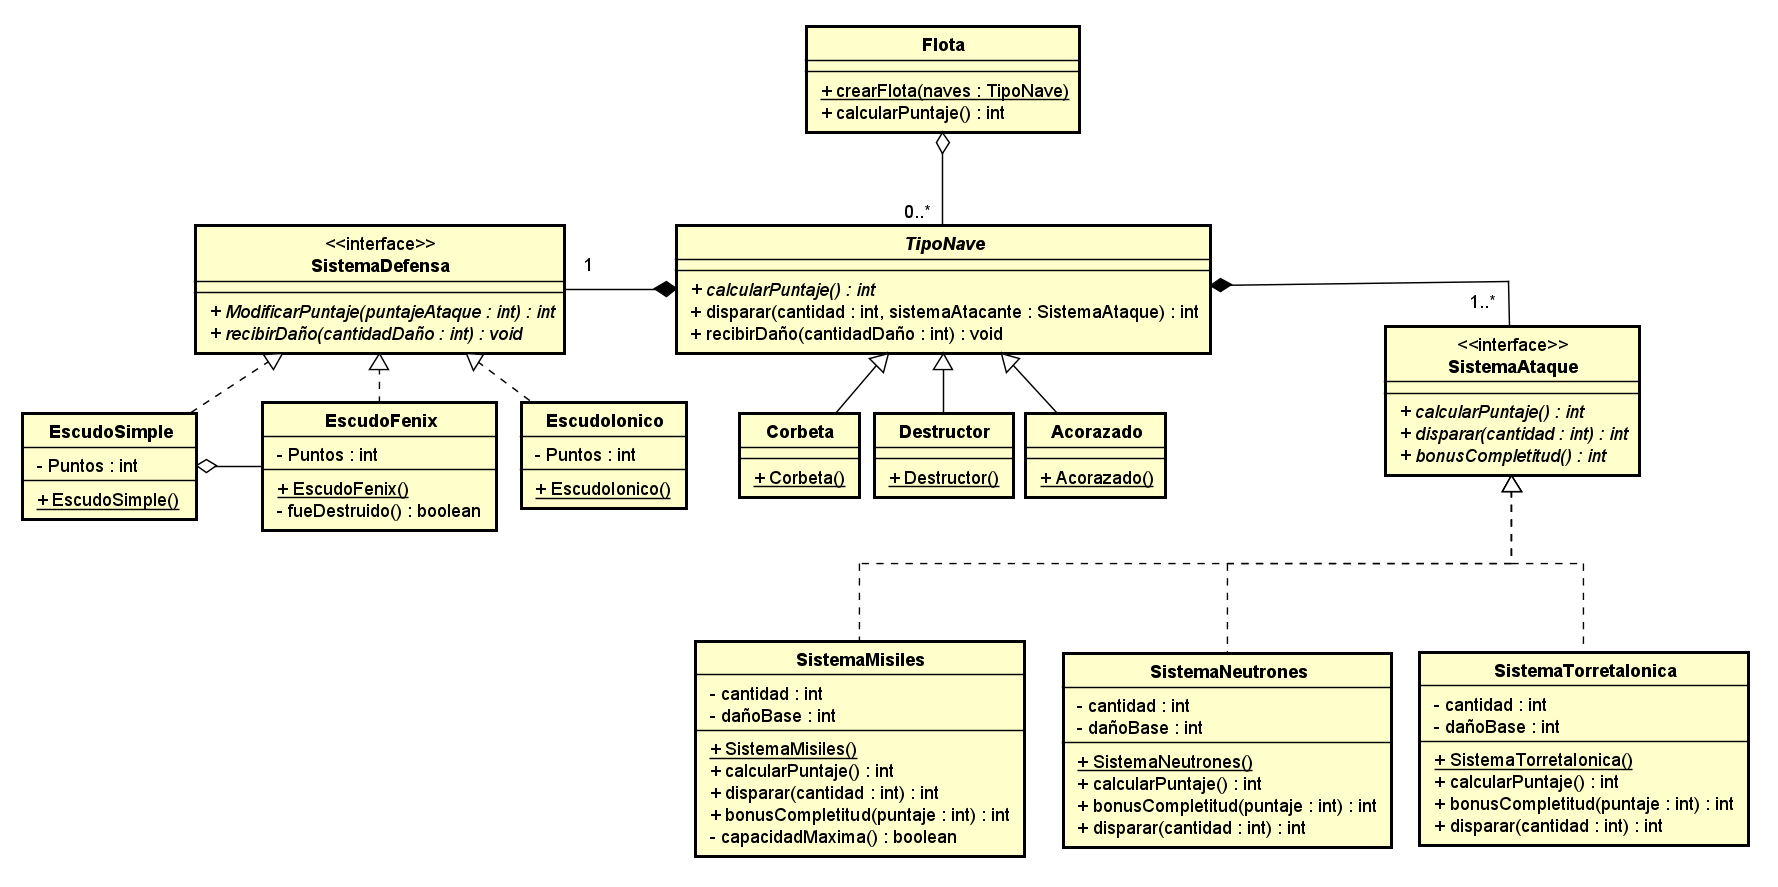 Flota
+ crearFlota(naves : TipoNave)
+ calcularPuntaje() : int
0..*
<<interface>>
SistemaDefensa
+ ModificarPuntaje(puntajeAtaque : int) : int
+ recibirDaño(cantidadDaño : int) : void
1
TipoNave
+ calcularPuntaje() : int
+ disparar(cantidad : int, sistemaAtacante : SistemaAtaque) : int
+ recibirDaño(cantidadDaño : int) : void
1..*
<<interface>>
SistemaAtaque
+ calcularPuntaje() : int
+ disparar(cantidad : int) : int
+ bonusCompletitud() : int
EscudoSimple
- Puntos : int
+ EscudoSimple()
EscudoFenix
- Puntos : int
+ EscudoFenix()
- fueDestruido() : boolean
EscudoIonico
- Puntos : int
+ EscudoIonico()
Corbeta
+ Corbeta()
Destructor
+ Destructor()
Acorazado
+ Acorazado()
SistemaMisiles
- cantidad : int
- dañoBase : int
+ SistemaMisiles()
+ calcularPuntaje() : int
+ disparar(cantidad : int) : int
+ bonusCompletitud(puntaje : int) : int
- capacidadMaxima() : boolean
SistemaNeutrones
- cantidad : int
- dañoBase : int
+ SistemaNeutrones()
+ calcularPuntaje() : int
+ bonusCompletitud(puntaje : int) : int
+ disparar(cantidad : int) : int
SistemaTorretaIonica
- cantidad : int
- dañoBase : int
+ SistemaTorretaIonica()
+ calcularPuntaje() : int
+ bonusCompletitud(puntaje : int) : int
+ disparar(cantidad : int) : int